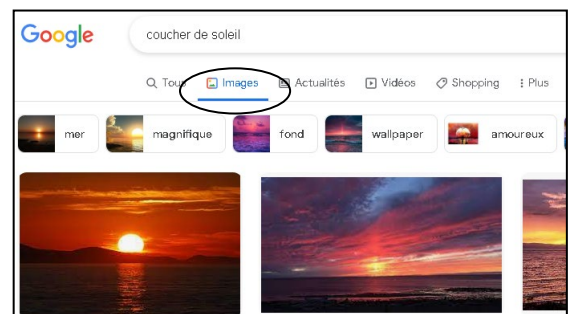 Google
coucher de soleil
Tous Images Actualités Vidéos Shopping Plus
mer magnifique fond wallpaper amoureux